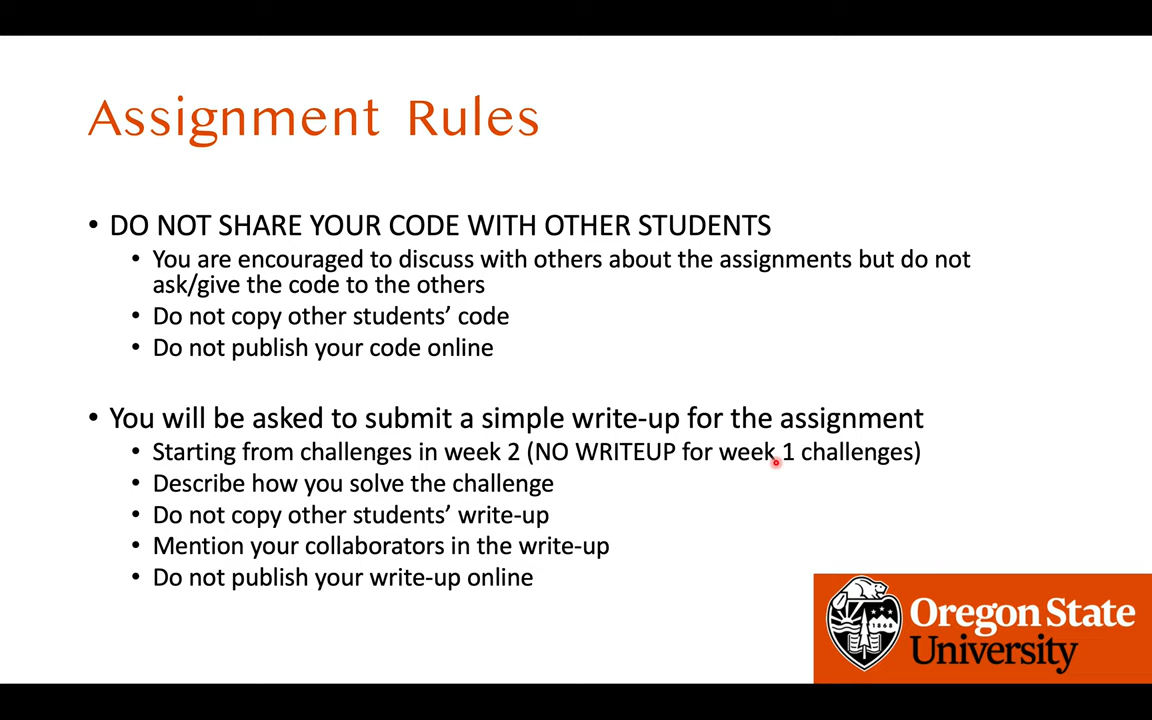 Assignment Rules
• DO NOT SHARE YOUR CODE WITH OTHER STUDENTS
• You are encouraged to discuss with others about the assignments but do not
ask/give the code to the others
• Do not copy other students’ code
• Do not publish your code online
• You will be asked to submit a simple write-up for the assignment
• Starting from challenges in week 2 (NO WRITEUP for week 1 challenges)
• Describe how you solve the challenge
• Do not copy other students’ write-up
• Mention your collaborators in the write-up
• Do not publish your write-up online
Oregon State
University